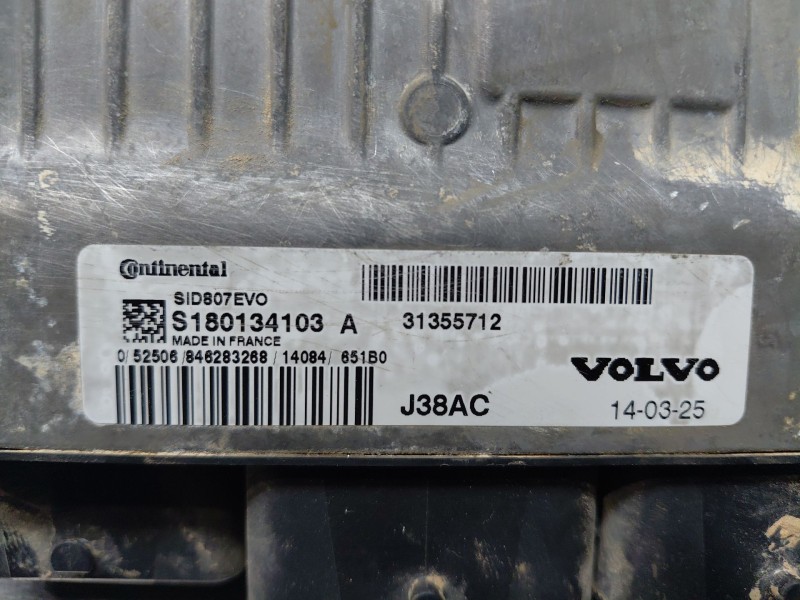 Continental
SID807EVO
S180134103 A
MADE IN FRANCE
0/52506/846283268/14084/651B0
31355712
VOLVO
J38AC
14-03-25